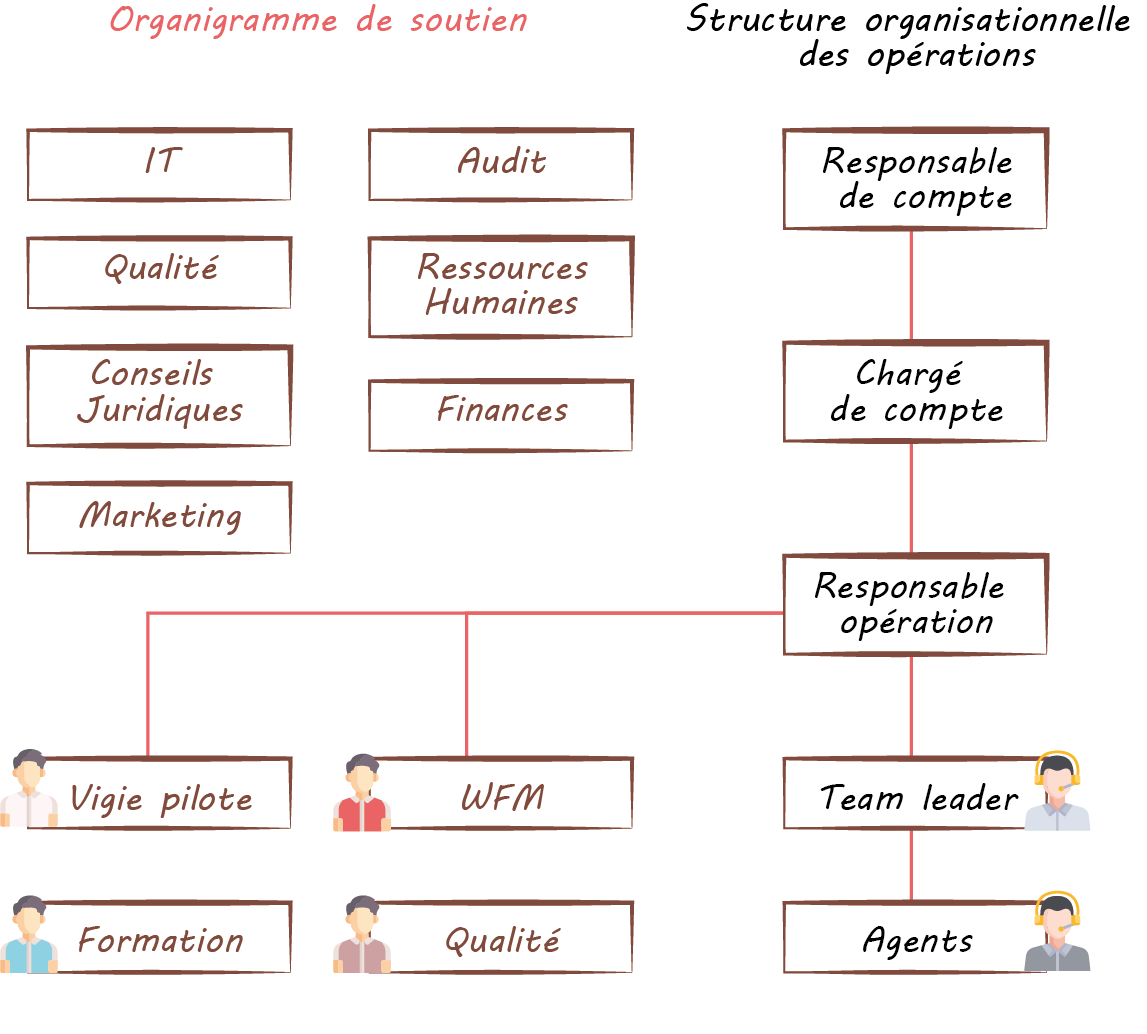 Organigramme de soutien
Structure organisationnelle
des opérations
IT
Audit
Responsable
de compte
Qualité
Ressources
Humaines
Conseils
Juridiques
Finances
Chargé
de compte
Marketing
Responsable
opération
Vigie pilote
WFM
Team leader
Formation
Qualité
Agents